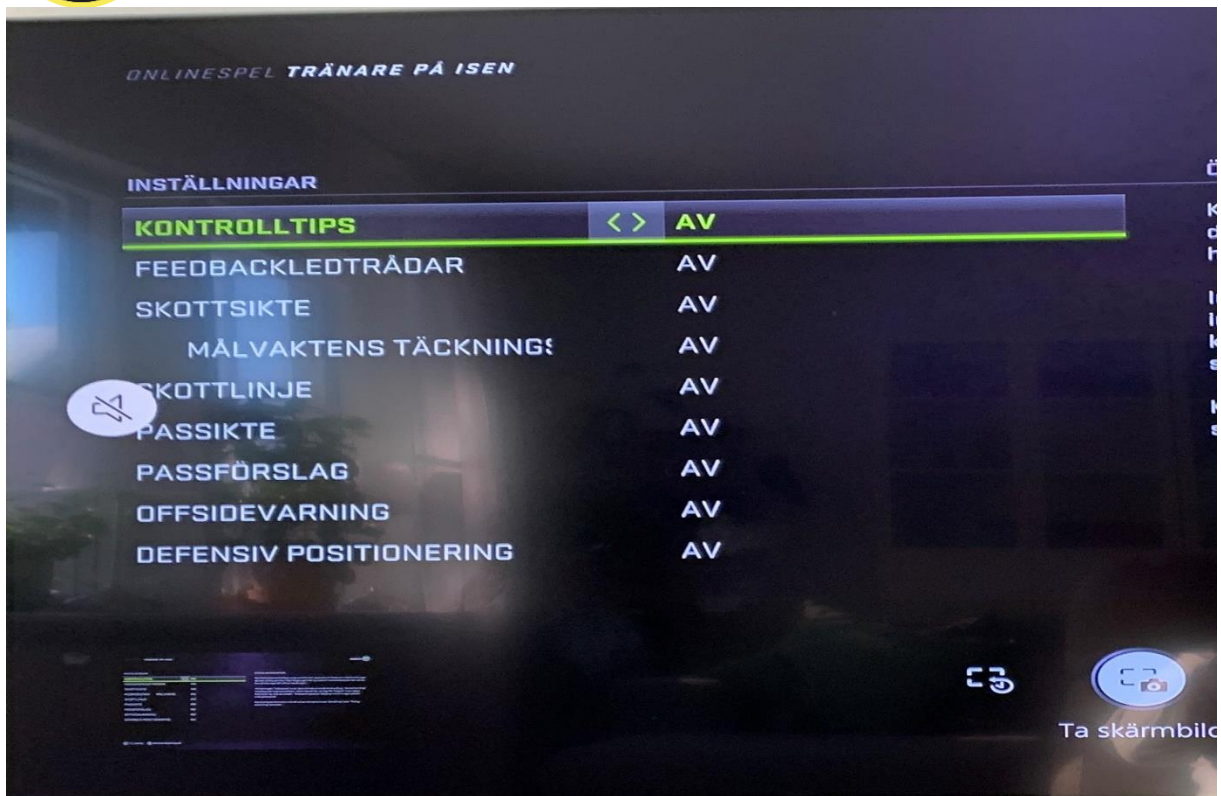 ONLINESPEL TRÄNARE PÅ ISEN
INSTÄLLNINGAR
KONTROLLTIPS <> AV
FEEDBACKLEDTRÅDAR AV
SKOTTSIKTE AV
MÅLVAKTENS TÄCKNINGS AV
SKOTTLINJE AV
PASSIKTE AV
PASSFÖRSLAG AV
OFFSIDEVARNING AV
DEFENSIV POSITIONERING AV
Ta skärmbild